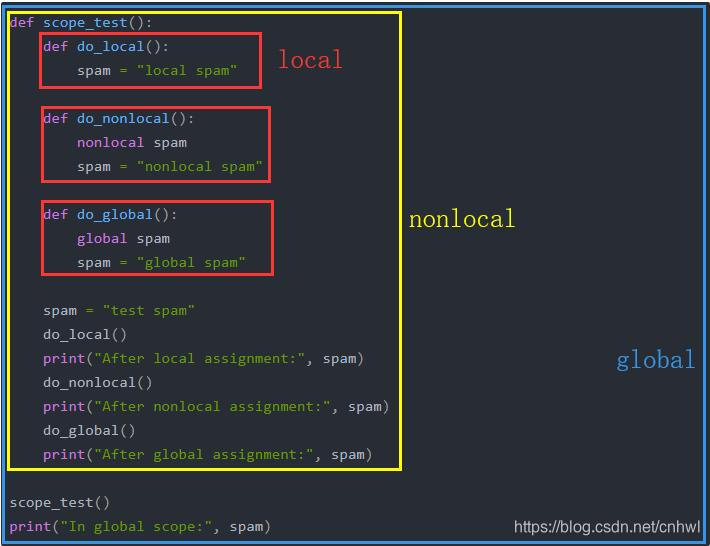 def scope_test():
    def do_local():
        spam = "local spam"
local
    def do_nonlocal():
        nonlocal spam
        spam = "nonlocal spam"
    def do_global():
        global spam
        spam = "global spam"
nonlocal
    spam = "test spam"
    do_local()
    print("After local assignment:", spam)
    do_nonlocal()
    print("After nonlocal assignment:", spam)
    do_global()
    print("After global assignment:", spam)
global
scope_test()
print("In global scope:", spam)
https://blog.csdn.net/cnhwl